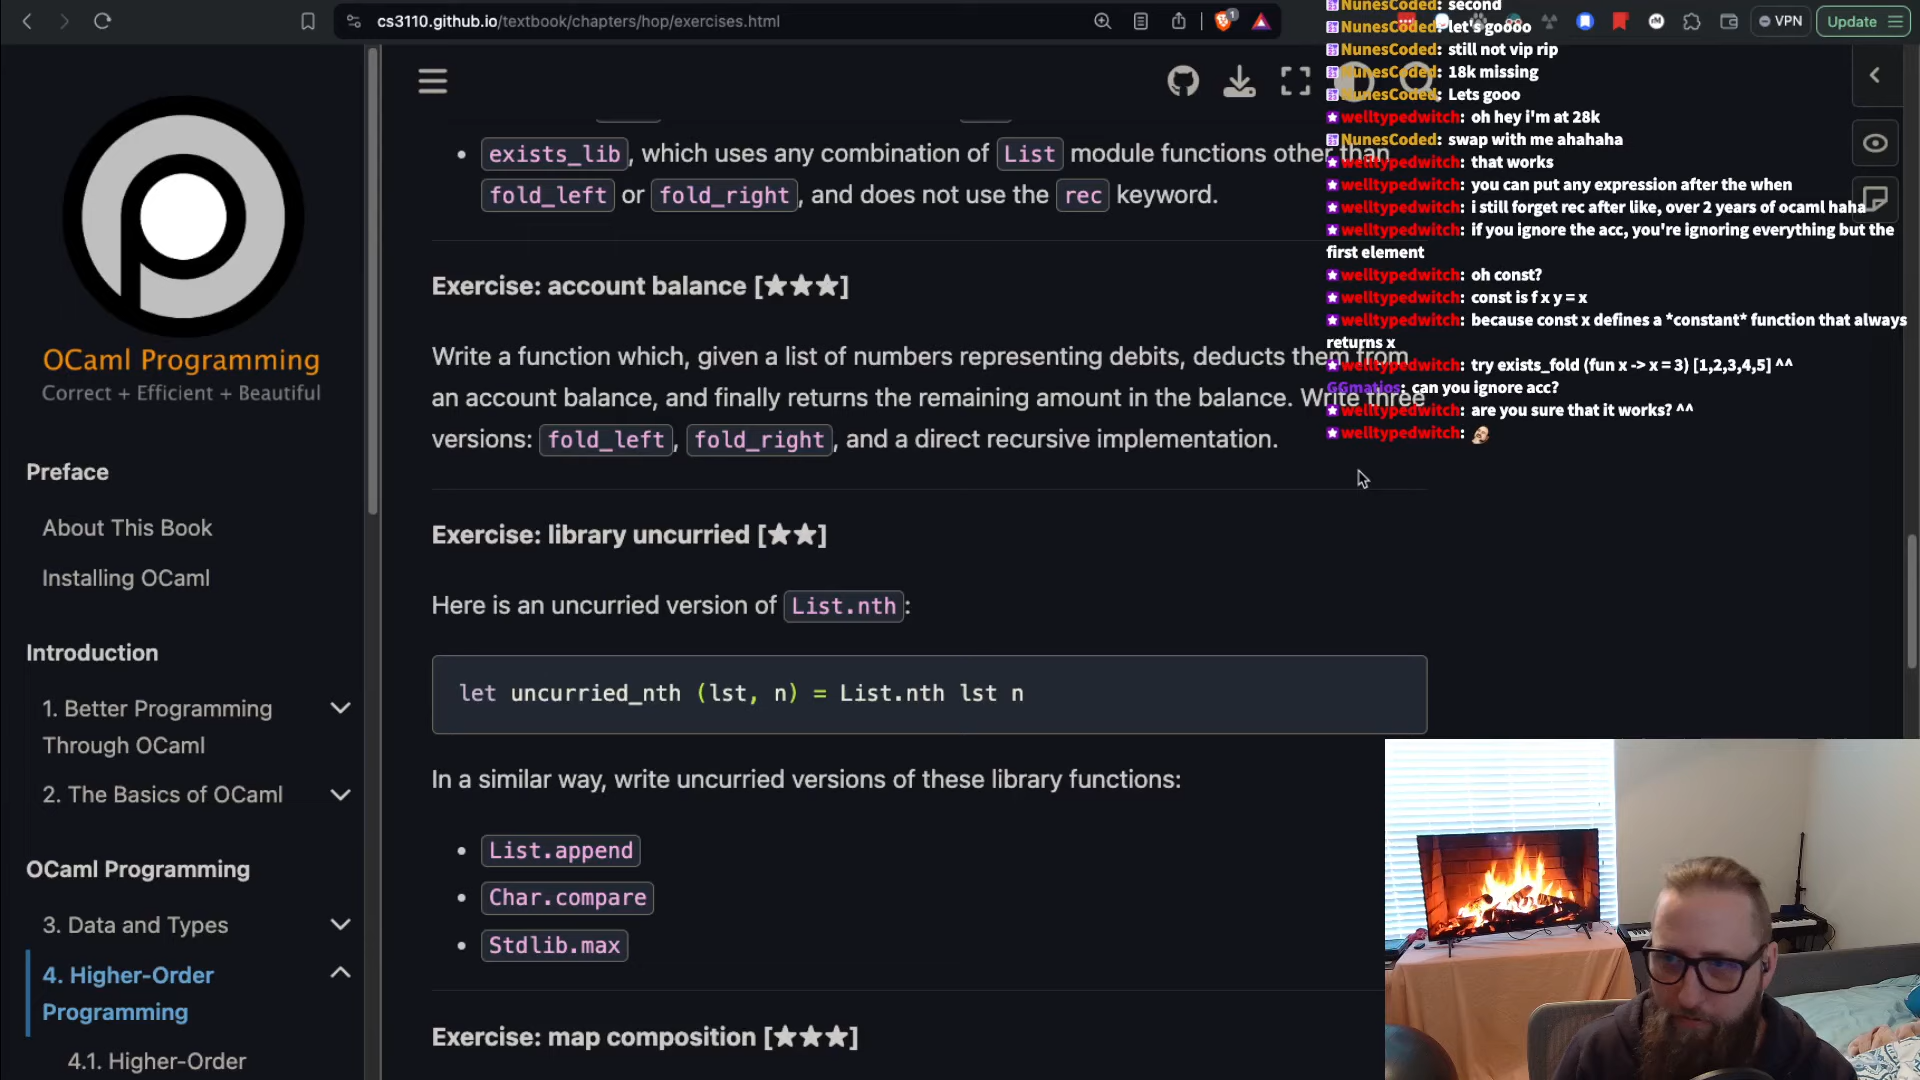 cs3110.github.io/textbook/chapters/hop/exercises.html
1
VPN
Update
OCaml Programming
Correct + Efficient + Beautiful
Preface
About This Book
Installing OCaml
Introduction
1. Better Programming
Through OCaml
2. The Basics of OCaml
OCaml Programming
3. Data and Types
4. Higher-Order
Programming
4.1. Higher-Order
• exists_lib, which uses any combination of List module functions other than
fold_left or fold_right, and does not use the rec keyword.
Exercise: account balance [★★★]
Write a function which, given a list of numbers representing debits, deducts them from
an account balance, and finally returns the remaining amount in the balance. Write three
versions: fold_left, fold_right, and a direct recursive implementation.
Exercise: library uncurried [★★]
Here is an uncurried version of List.nth:
let uncurried_nth (lst, n) = List.nth lst n
In a similar way, write uncurried versions of these library functions:
• List.append
• Char.compare
• Stdlib.max
Exercise: map composition [★★★]
NunesCoded: second
NunesCoded: let's goooo
NunesCoded: still not vip rip
NunesCoded: 18k missing
NunesCoded: Lets gooo
welltypedwitch: oh hey i'm at 28k
NunesCoded: swap with me ahahaha
welltypedwitch: that works
welltypedwitch: you can put any expression after the when
welltypedwitch: i still forget rec after like, over 2 years of ocaml haha
welltypedwitch: if you ignore the acc, you're ignoring everything but the
first element
welltypedwitch: oh const?
welltypedwitch: const is f x y = x
welltypedwitch: because const x defines a *constant* function that always
returns x
welltypedwitch: try exists_fold (fun x -> x = 3) [1,2,3,4,5] ^^
GGmatios: can you ignore acc?
welltypedwitch: are you sure that it works? ^^
welltypedwitch: